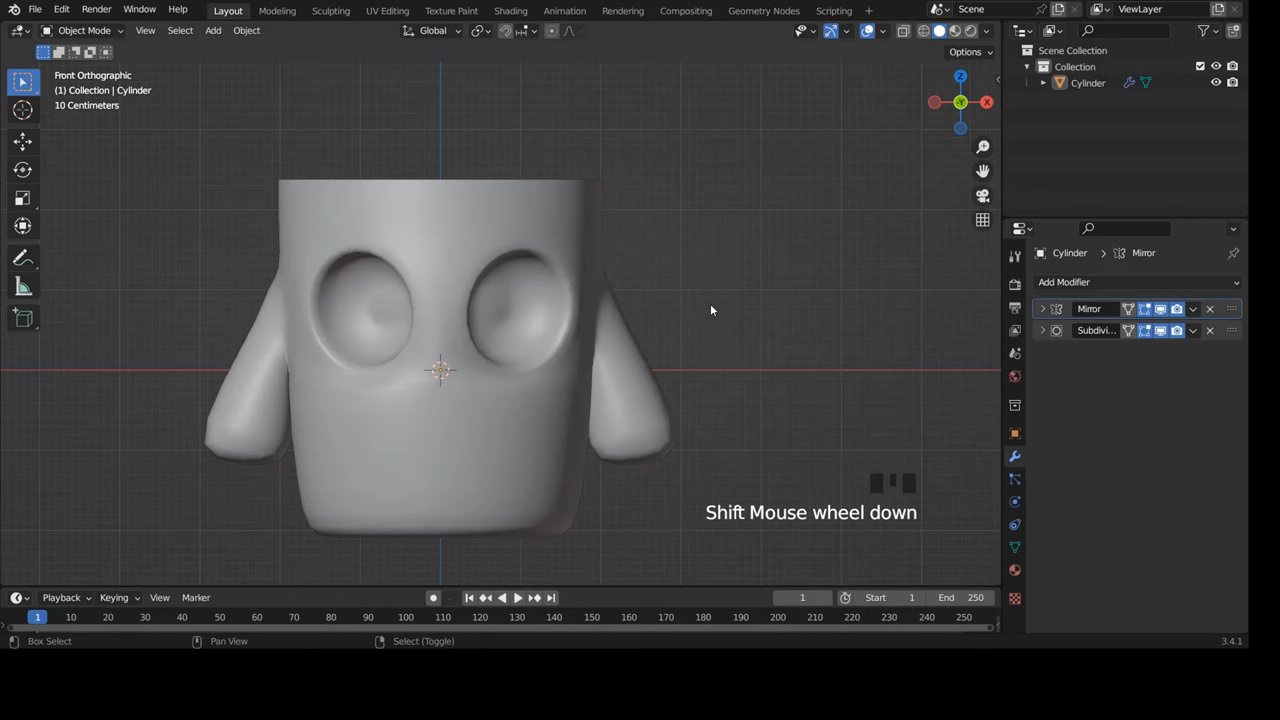 File Edit Render Window Help Layout Modeling Sculpting UV Editing Texture Paint Shading Animation Rendering Compositing Geometry Nodes Scripting + Scene ViewLayer
Object Mode View Select Add Object Global
Options
Front Orthographic
(1) Collection | Cylinder
10 Centimeters
Z
-Y
X
Scene Collection
Collection
Cylinder
Cylinder > Mirror
Add Modifier
Mirror
Subdivi...
Shift Mouse wheel down
Playback Keying View Marker 1 Start 1 End 250
1 10 20 30 40 50 60 70 80 90 100 110 120 130 140 150 160 170 180 190 200 210 220 230 240 250
Box Select Pan View Select (Toggle) 3.4.1